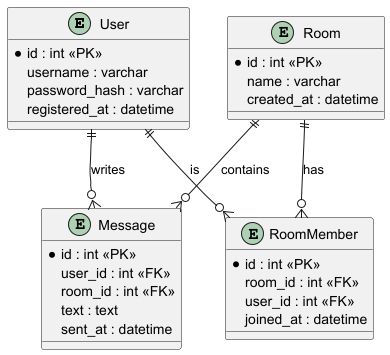 E User
id : int «PK»
username : varchar
password_hash : varchar
registered_at : datetime
E Room
id : int «PK»
name : varchar
created_at : datetime
writes
is
contains
has
E Message
id : int «PK»
user_id : int «FK»
room_id : int «FK»
text : text
sent_at : datetime
E RoomMember
id : int «PK»
room_id : int «FK»
user_id : int «FK»
joined_at : datetime